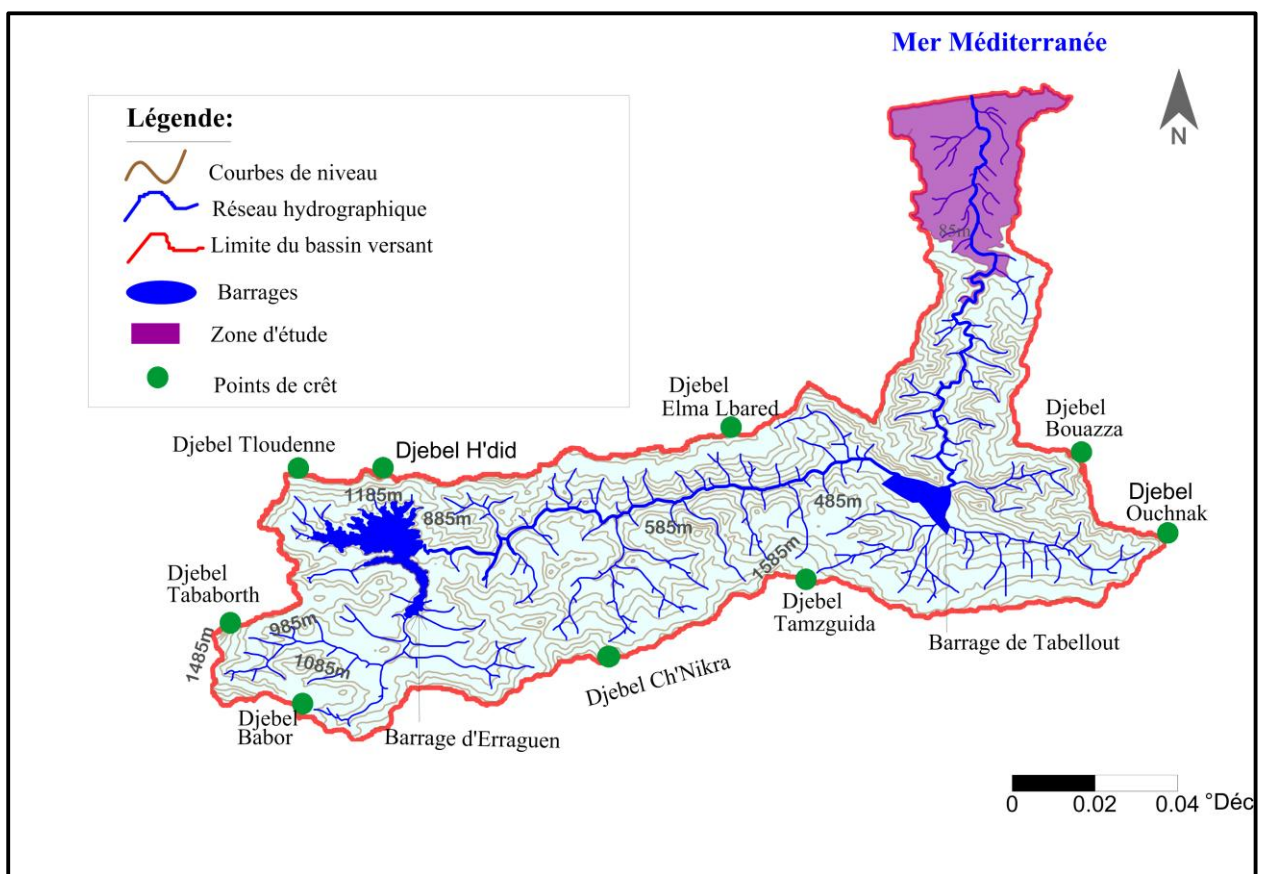 Mer Méditerranée
N
Légende:
Courbes de niveau
Réseau hydrographique
Limite du bassin versant
Barrages
Zone d'étude
Points de crêt
85m
Djebel
Elma Lbared
Djebel
Bouazza
Djebel Tloudenne
Djebel H'did
1185m
885m
585m
485m
1585m
Djebel
Ouchnak
Djebel
Tababorth
985m
1485m
1085m
Djebel
Tamzguida
Barrage de Tabellout
Djebel Ch'Nikra
Djebel
Babor
Barrage d'Erraguen
0 0.02 0.04 °Déc